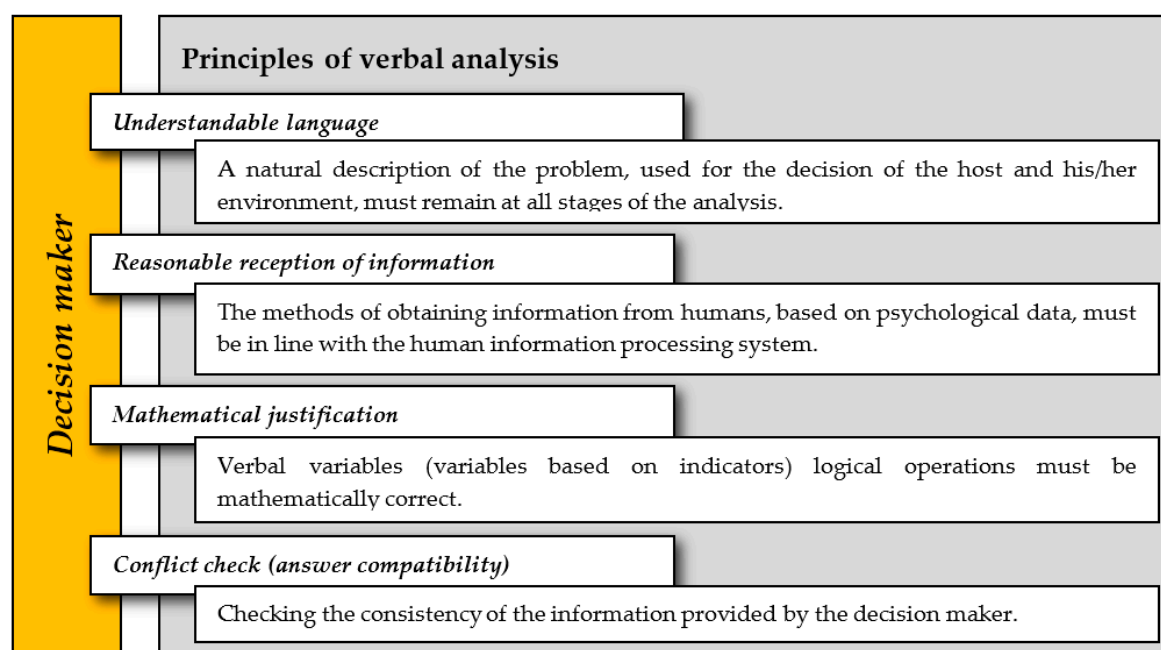 Decision maker
Principles of verbal analysis
Understandable language
A natural description of the problem, used for the decision of the host and his/her
environment, must remain at all stages of the analysis.
Reasonable reception of information
The methods of obtaining information from humans, based on psychological data, must
be in line with the human information processing system.
Mathematical justification
Verbal variables (variables based on indicators) logical operations must be
mathematically correct.
Conflict check (answer compatibility)
Checking the consistency of the information provided by the decision maker.